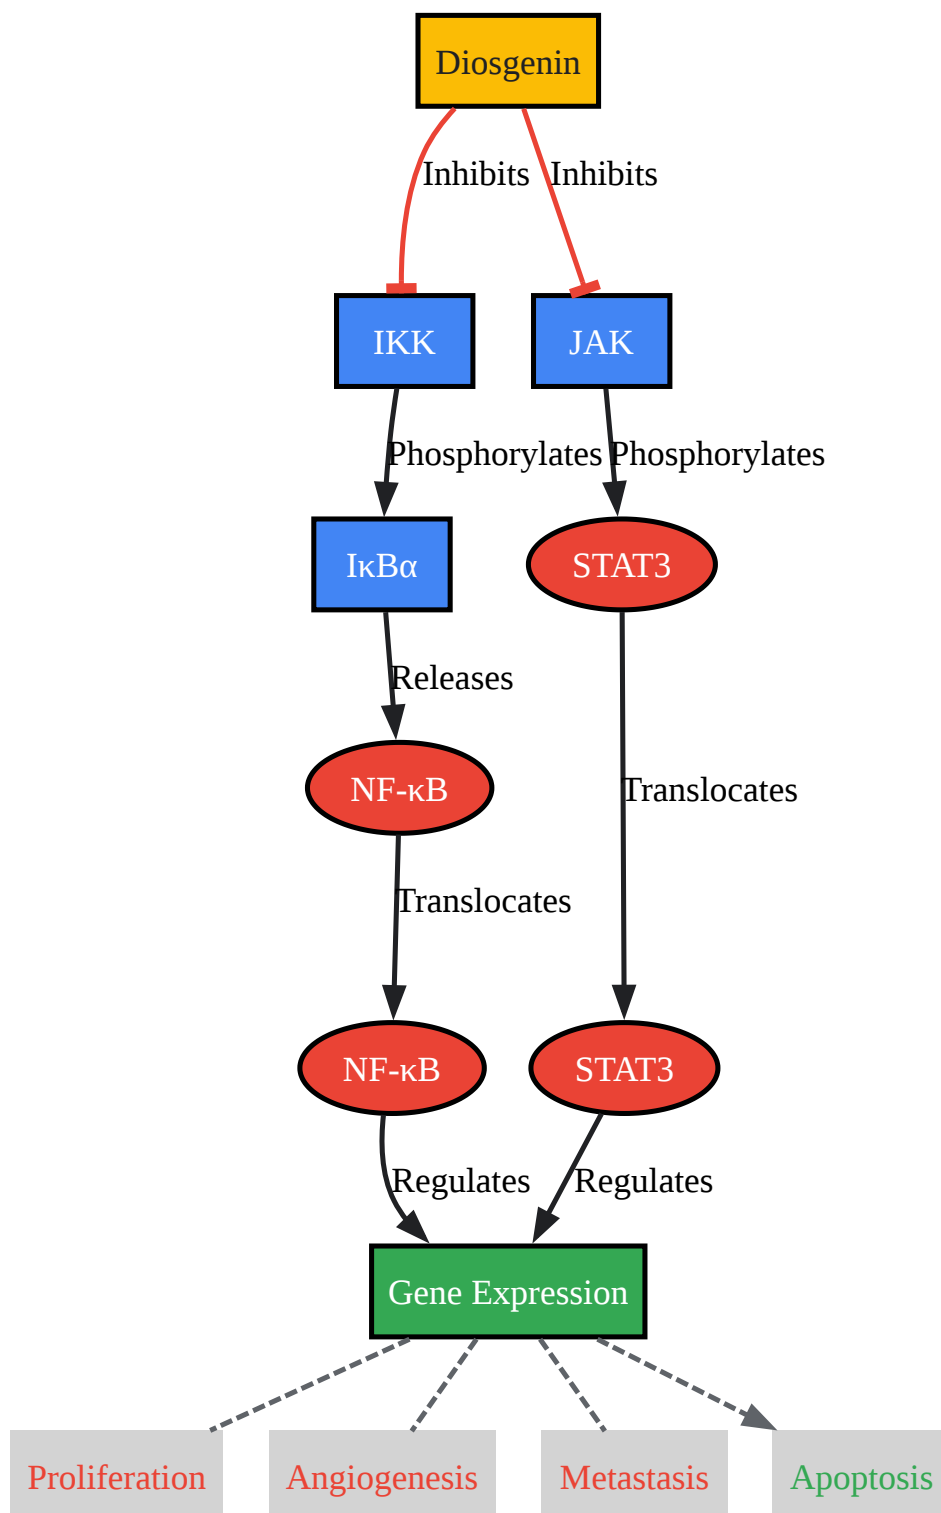 Diosgenin
Inhibits
Inhibits
IKK
JAK
Phosphorylates
Phosphorylates
IκBα
STAT3
Releases
NF-κB
Translocates
Translocates
NF-κB
STAT3
Regulates
Regulates
Gene Expression
Proliferation
Angiogenesis
Metastasis
Apoptosis